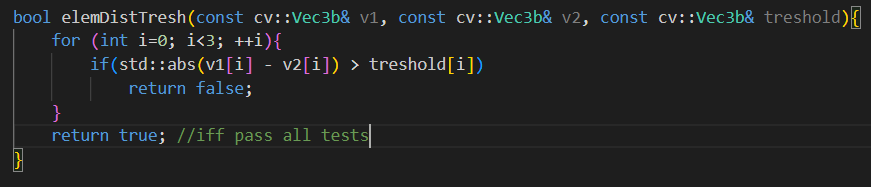 bool elemDistTresh(const cv::Vec3b& v1, const cv::Vec3b& v2, const cv::Vec3b& treshold){
    for (int i=0; i<3; ++i){
        if(std::abs(v1[i] - v2[i]) > treshold[i])
            return false;
    }
    return true; //iff pass all tests
}